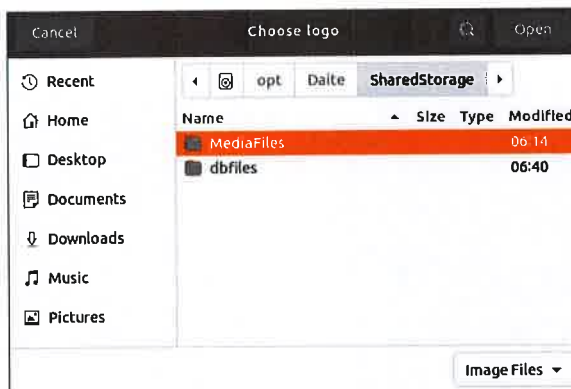 Cancel Choose logo Open
Recent
Home
Desktop
Documents
Downloads
Music
Pictures
opt Daite SharedStorage
Name Size Type Modified
MediaFiles 06:14
dbfiles 06:40
Image Files